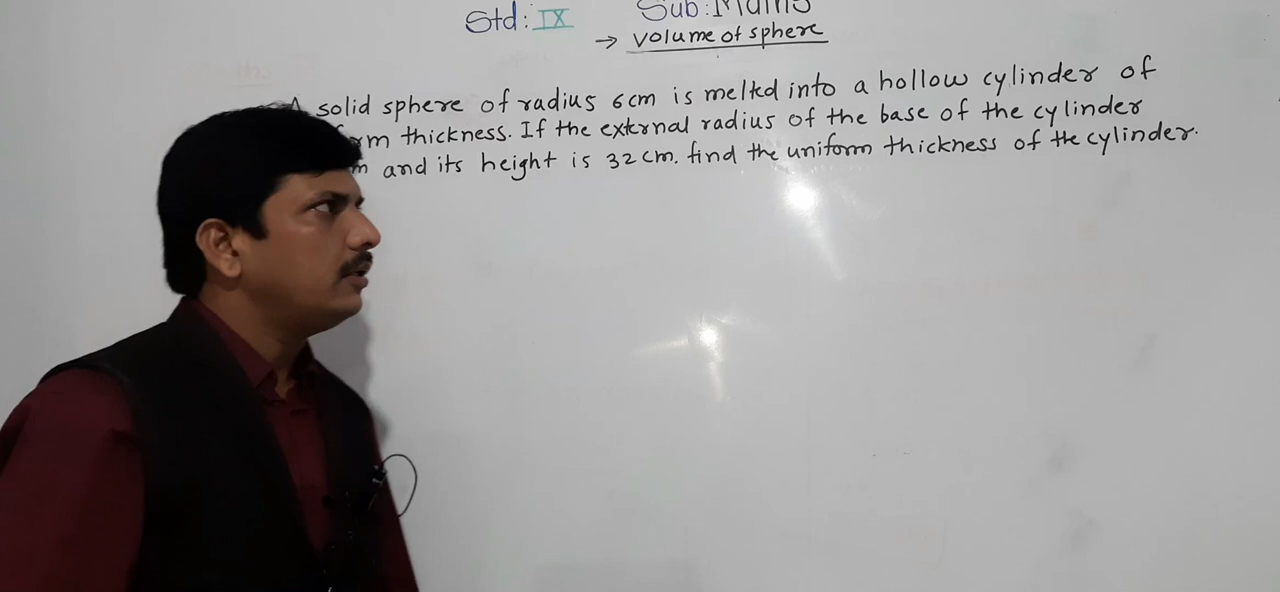 Std: IX Sub: Maths
→ volume of sphere
A solid sphere of radius 6cm is melted into a hollow cylinder of
thickness. If the external radius of the base of the cylinder
and its height is 32 cm. find the uniform thickness of the cylinder.